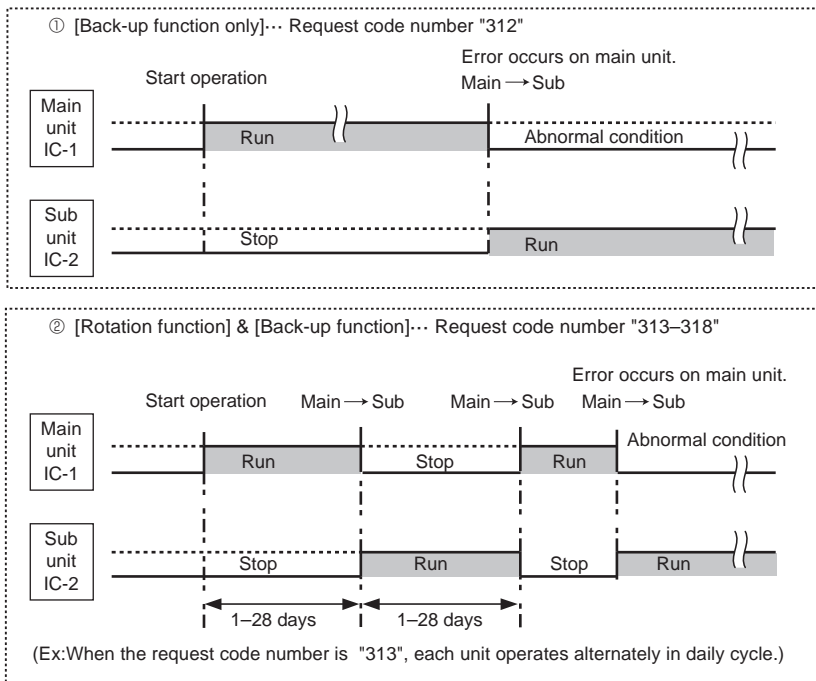 ① [Back-up function only]··· Request code number "312"
Error occurs on main unit.
Start operation
Main → Sub
Main
unit
IC-1
Run
Abnormal condition
Sub
unit
IC-2
Stop
Run
② [Rotation function] & [Back-up function]··· Request code number "313–318"
Error occurs on main unit.
Start operation Main → Sub Main → Sub Main → Sub
Main
unit
IC-1
Abnormal condition
Run Stop Run
Sub
unit
IC-2
Stop Run Stop Run
1–28 days 1–28 days
(Ex:When the request code number is "313", each unit operates alternately in daily cycle.)